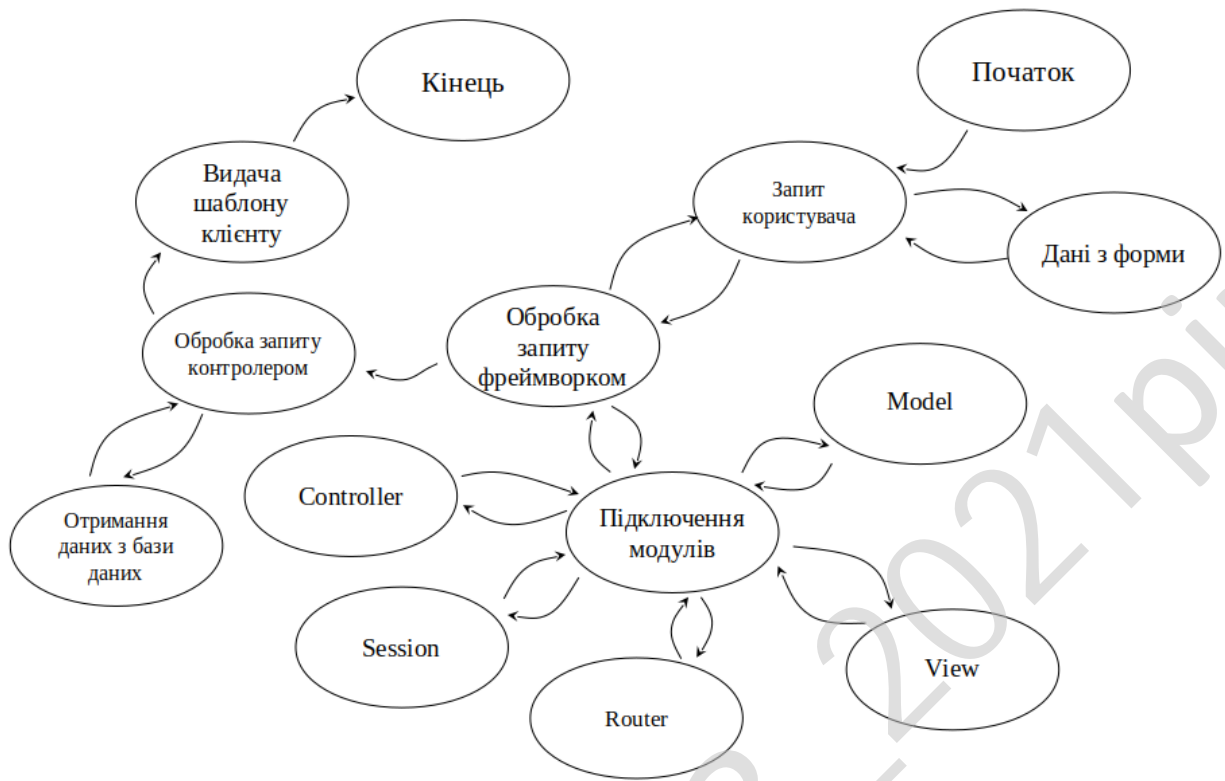 Кінець
Початок
Видача
шаблону
клієнту
Запит
користувача
Дані з форми
Обробка запиту
контролером
Обробка
запиту
фреймворком
Model
Controller
Підключення
модулів
Отримання
даних з бази
даних
Session
Router
View